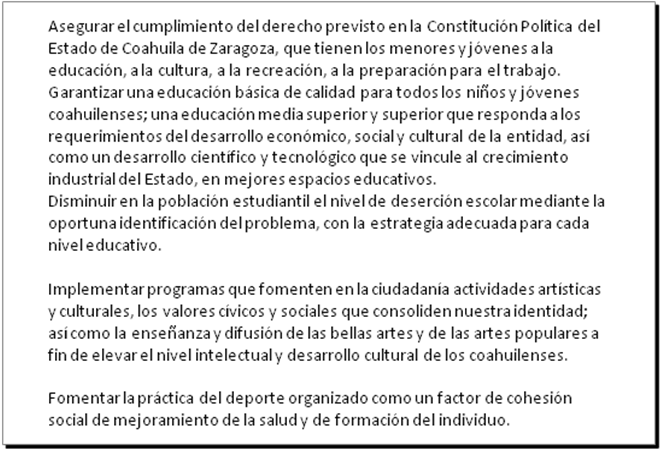 Asegurar el cumplimiento del derecho previsto en la Constitución Política del
Estado de Coahuila de Zaragoza, que tienen los menores y jóvenes a la
educación, a la cultura, a la recreación, a la preparación para el trabajo.
Garantizar una educación básica de calidad para todos los niños y jóvenes
coahuilenses; una educación media superior y superior que responda a los
requerimientos del desarrollo económico, social y cultural de la entidad, así
como un desarrollo científico y tecnológico que se vincule al crecimiento
industrial del Estado, en mejores espacios educativos.
Disminuir en la población estudiantil el nivel de deserción escolar mediante la
oportuna identificación del problema, con la estrategia adecuada para cada
nivel educativo.
Implementar programas que fomenten en la ciudadanía actividades artísticas
y culturales, los valores cívicos y sociales que consoliden nuestra identidad;
así como la enseñanza y difusión de las bellas artes y de las artes populares a
fin de elevar el nivel intelectual y desarrollo cultural de los coahuilenses.
Fomentar la práctica del deporte organizado como un factor de cohesión
social de mejoramiento de la salud y de formación del individuo.